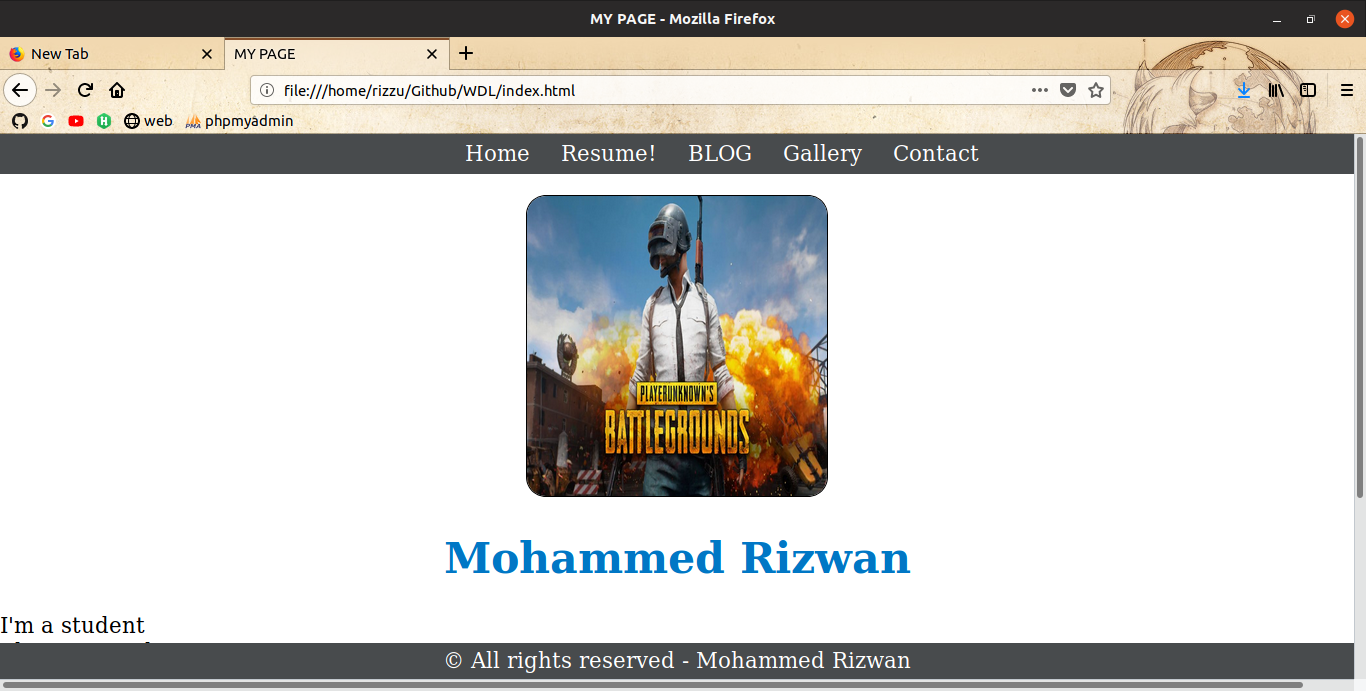 MY PAGE - Mozilla Firefox
New Tab
MY PAGE
file:///home/rizzu/Github/WDL/index.html
web
PMA phpmyadmin
Home Resume! BLOG Gallery Contact
PLAYERUNKNOWN'S
BATTLEGROUNDS
Mohammed Rizwan
I'm a student
© All rights reserved - Mohammed Rizwan